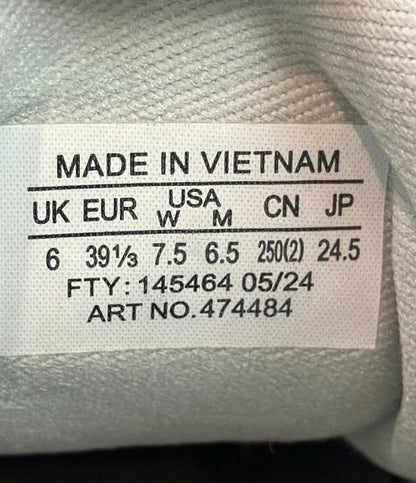 MADE IN VIETNAM
UK EUR USA W M CN JP
6 39⅓ 7.5 6.5 250(2) 24.5
FTY: 145464 05/24
ART NO.474484